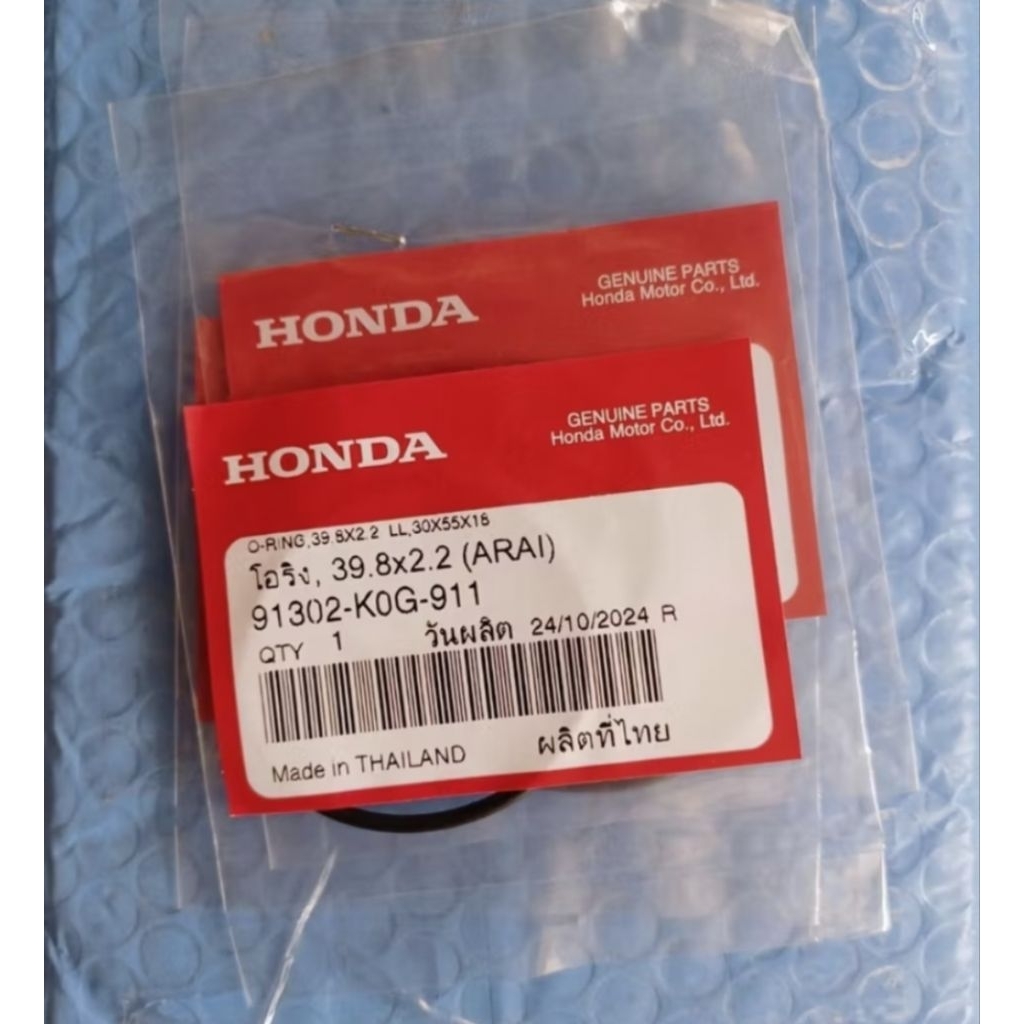 HONDA
GENUINE PARTS
Honda Motor Co., Ltd.
HONDA
GENUINE PARTS
Honda Motor Co., Ltd.
O-RING,39.8X2.2 LL,30X55X16
โอริง, 39.8x2.2 (ARAI)
91302-K0G-911
QTY 1 วันผลิต 24/10/2024 R
Made in THAILAND ผลิตที่ไทย